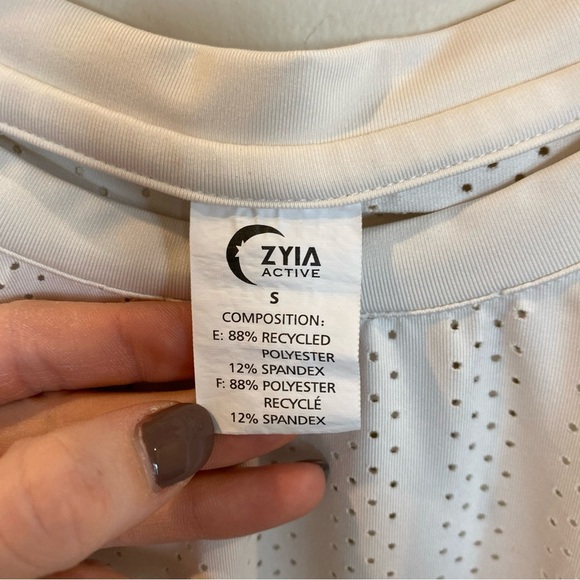 ZYIA
ACTIVE
S
COMPOSITION:
E: 88% RECYCLED
POLYESTER
12% SPANDEX
F: 88% POLYESTER
RECYCLÉ
12% SPANDEX